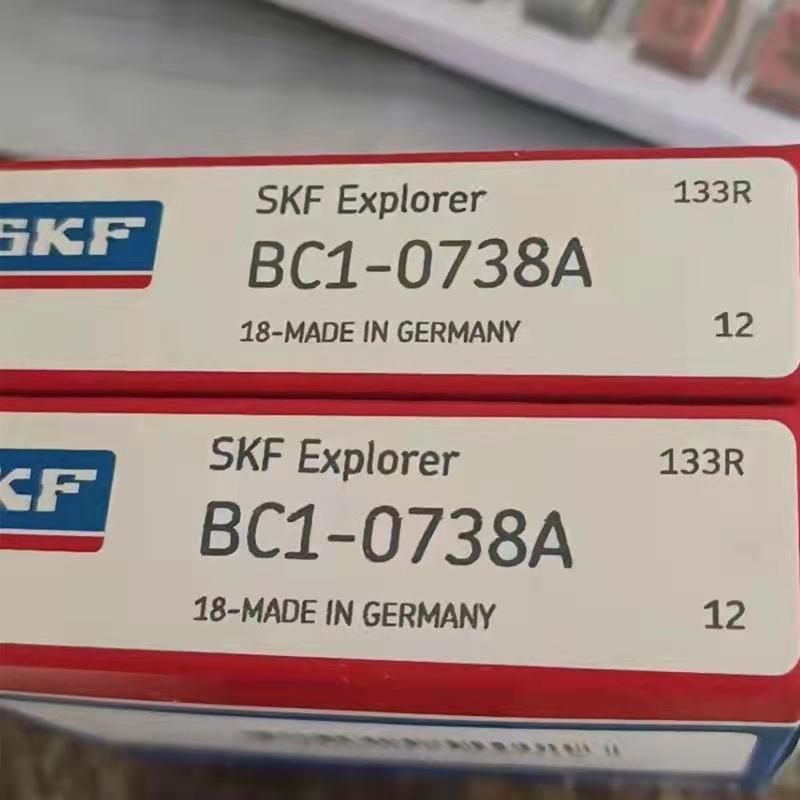 SKF
SKF Explorer
133R
BC1-0738A
18-MADE IN GERMANY
12
KF
SKF Explorer
133R
BC1-0738A
18-MADE IN GERMANY
12